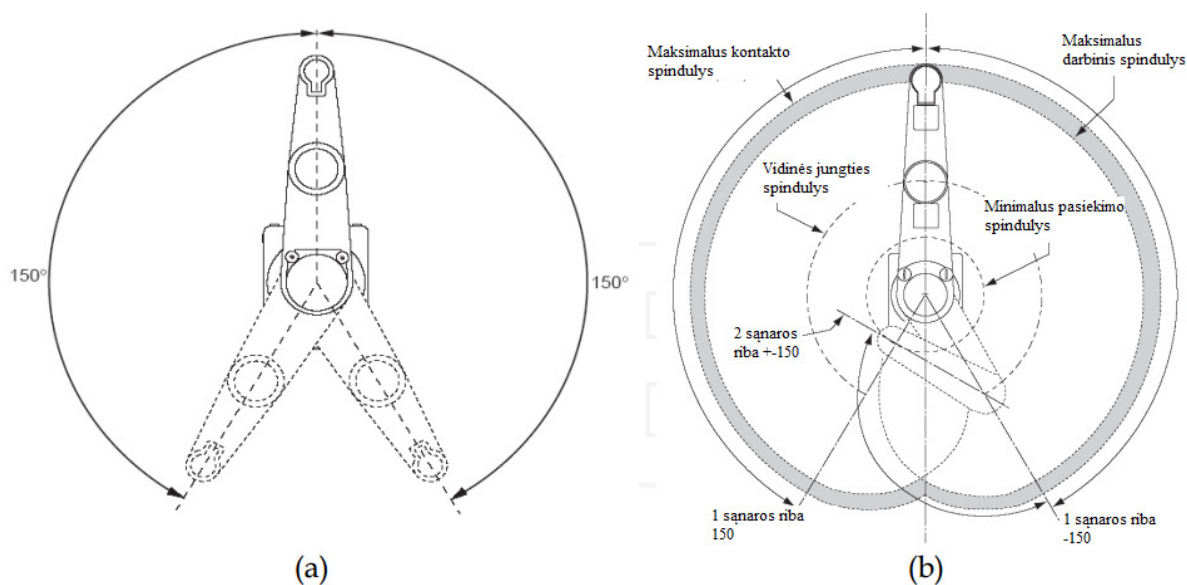 150°
150°
(a)
Maksimalus kontakto
spindulys
Maksimalus
darbinis spindulys
Vidinės jungties
spindulys
Minimalus pasiekimo
spindulys
2 sąnaros
riba +-150
1 sąnaros riba
150
1 sąnaros riba
-150
(b)